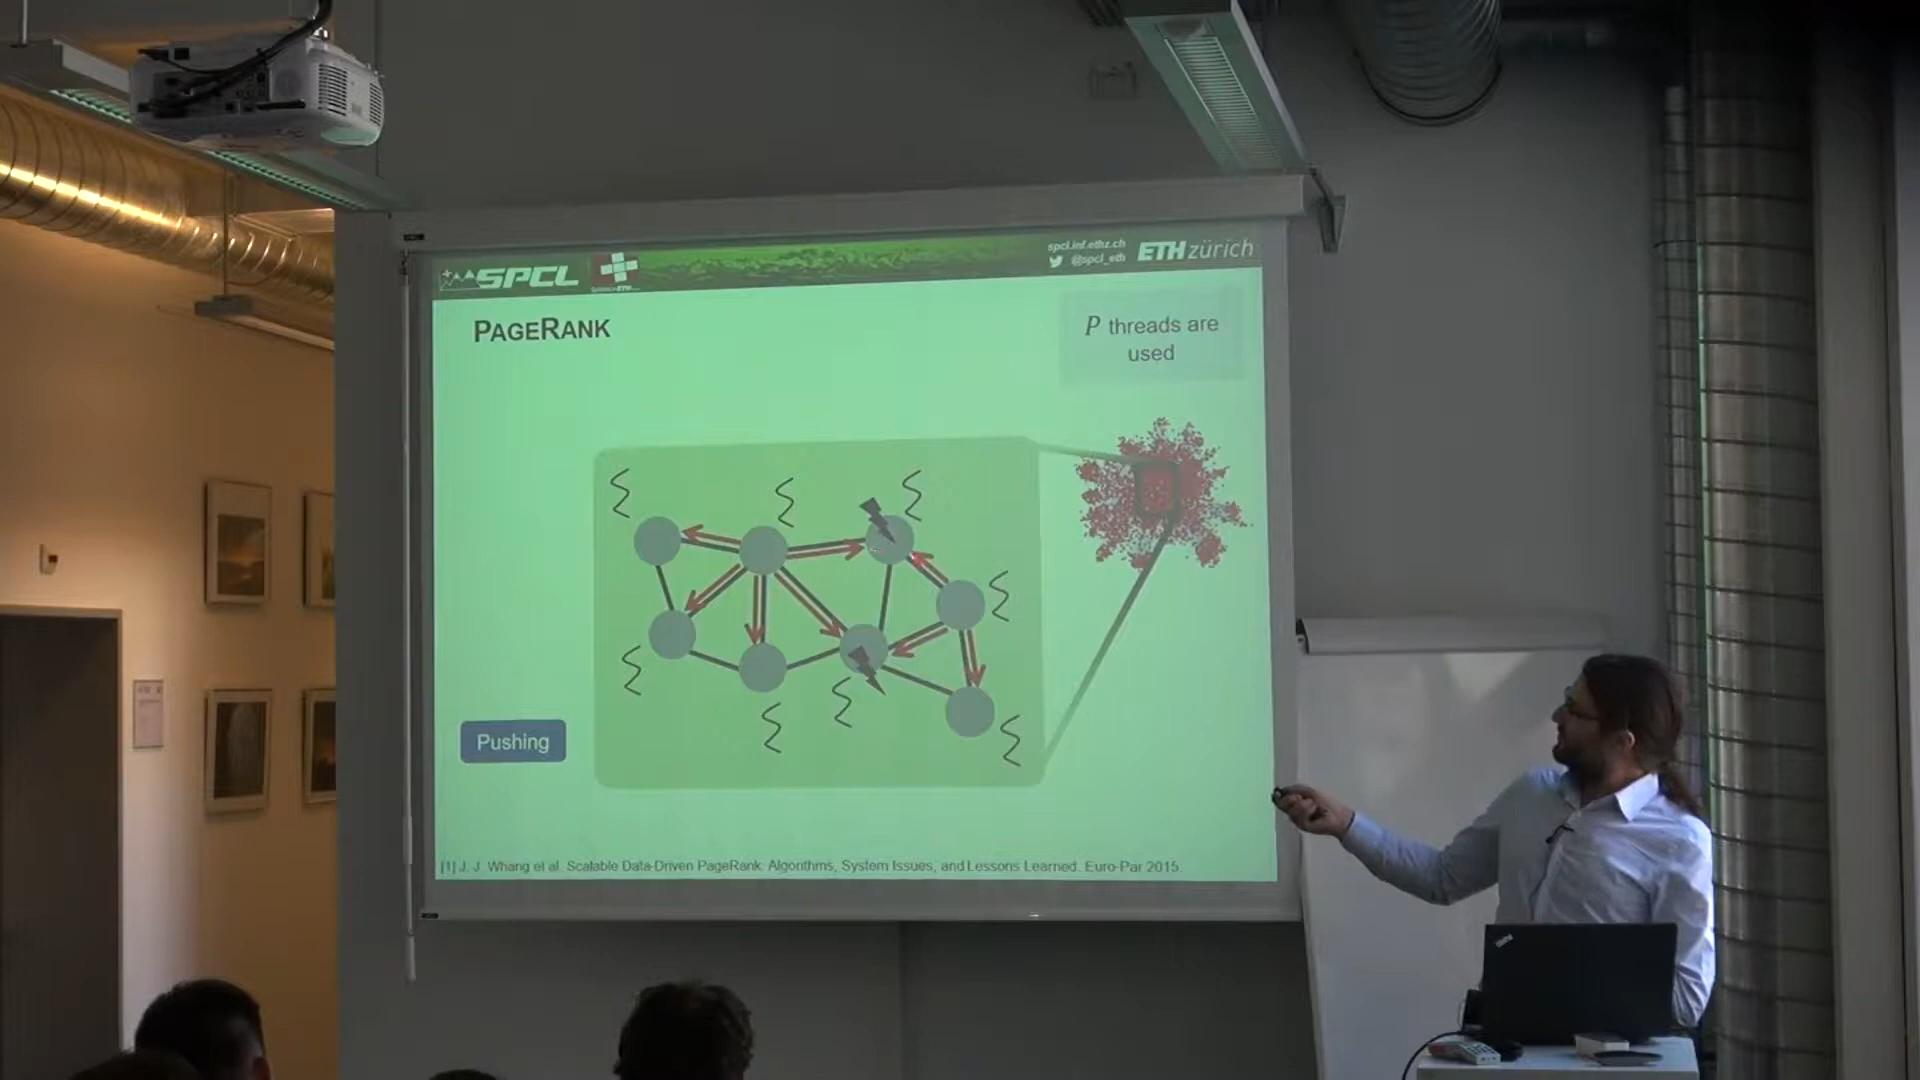 SPCL
spcl.inf.ethz.ch
@spcl_eth
ETH zürich
PAGERANK
P threads are
used
Pushing
[1] J. J. Whang et al. Scalable Data-Driven PageRank: Algorithms, System Issues, and Lessons Learned. Euro-Par 2015.